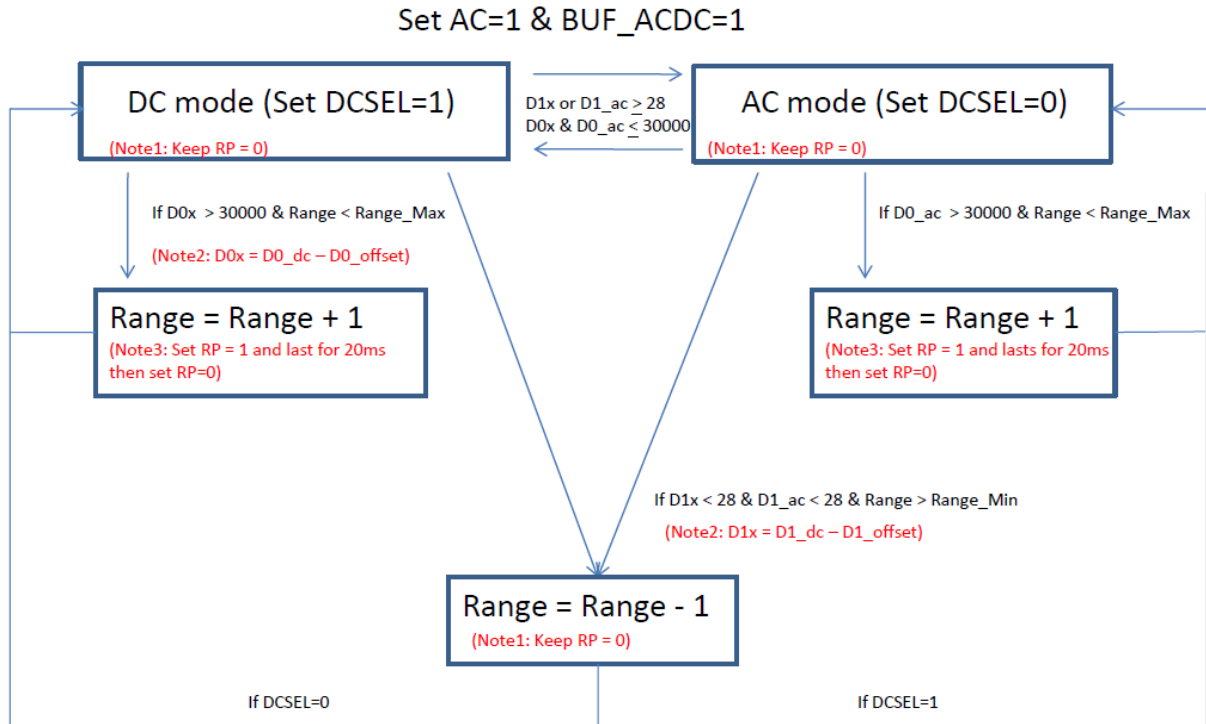 Set AC=1 & BUF_ACDC=1
DC mode (Set DCSEL=1)
(Note1: Keep RP = 0)
D1x or D1_ac ≥ 28
D0x & D0_ac ≤ 30000
AC mode (Set DCSEL=0)
(Note1: Keep RP = 0)
If D0x > 30000 & Range < Range_Max
(Note2: D0x = D0_dc – D0_offset)
If D0_ac > 30000 & Range < Range_Max
Range = Range + 1
(Note3: Set RP = 1 and last for 20ms
then set RP=0)
Range = Range + 1
(Note3: Set RP = 1 and lasts for 20ms
then set RP=0)
If D1x < 28 & D1_ac < 28 & Range > Range_Min
(Note2: D1x = D1_dc – D1_offset)
Range = Range - 1
(Note1: Keep RP = 0)
If DCSEL=0
If DCSEL=1